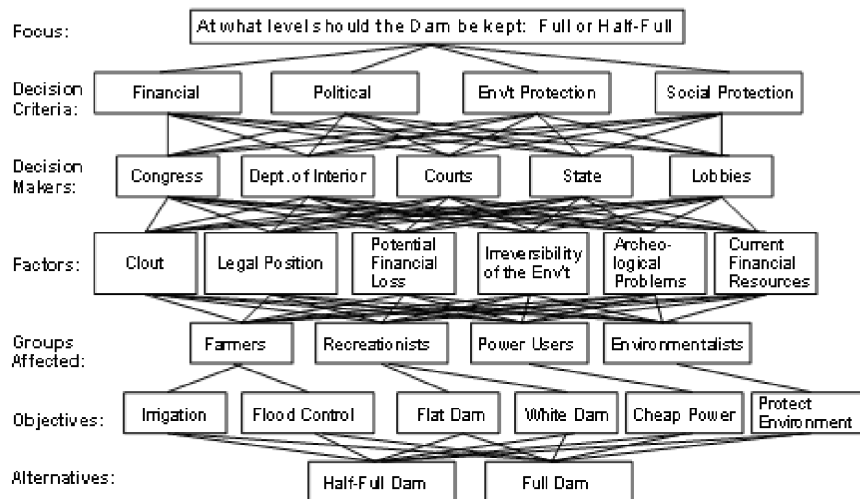 Focus:
At what level should the Dam be kept: Full or Half-Full
Decision
Criteria:
Financial
Political
Env't Protection
Social Protection
Decision
Makers:
Congress
Dept. of Interior
Courts
State
Lobbies
Factors:
Clout
Legal Position
Potential
Financial
Loss
Irreversibility
of the Env't
Archeo-
logical
Problems
Current
Financial
Resources
Groups
Affected:
Farmers
Recreationists
Power Users
Environmentalists
Objectives:
Irrigation
Flood Control
Flat Dam
White Dam
Cheap Power
Protect
Environment
Alternatives:
Half-Full Dam
Full Dam